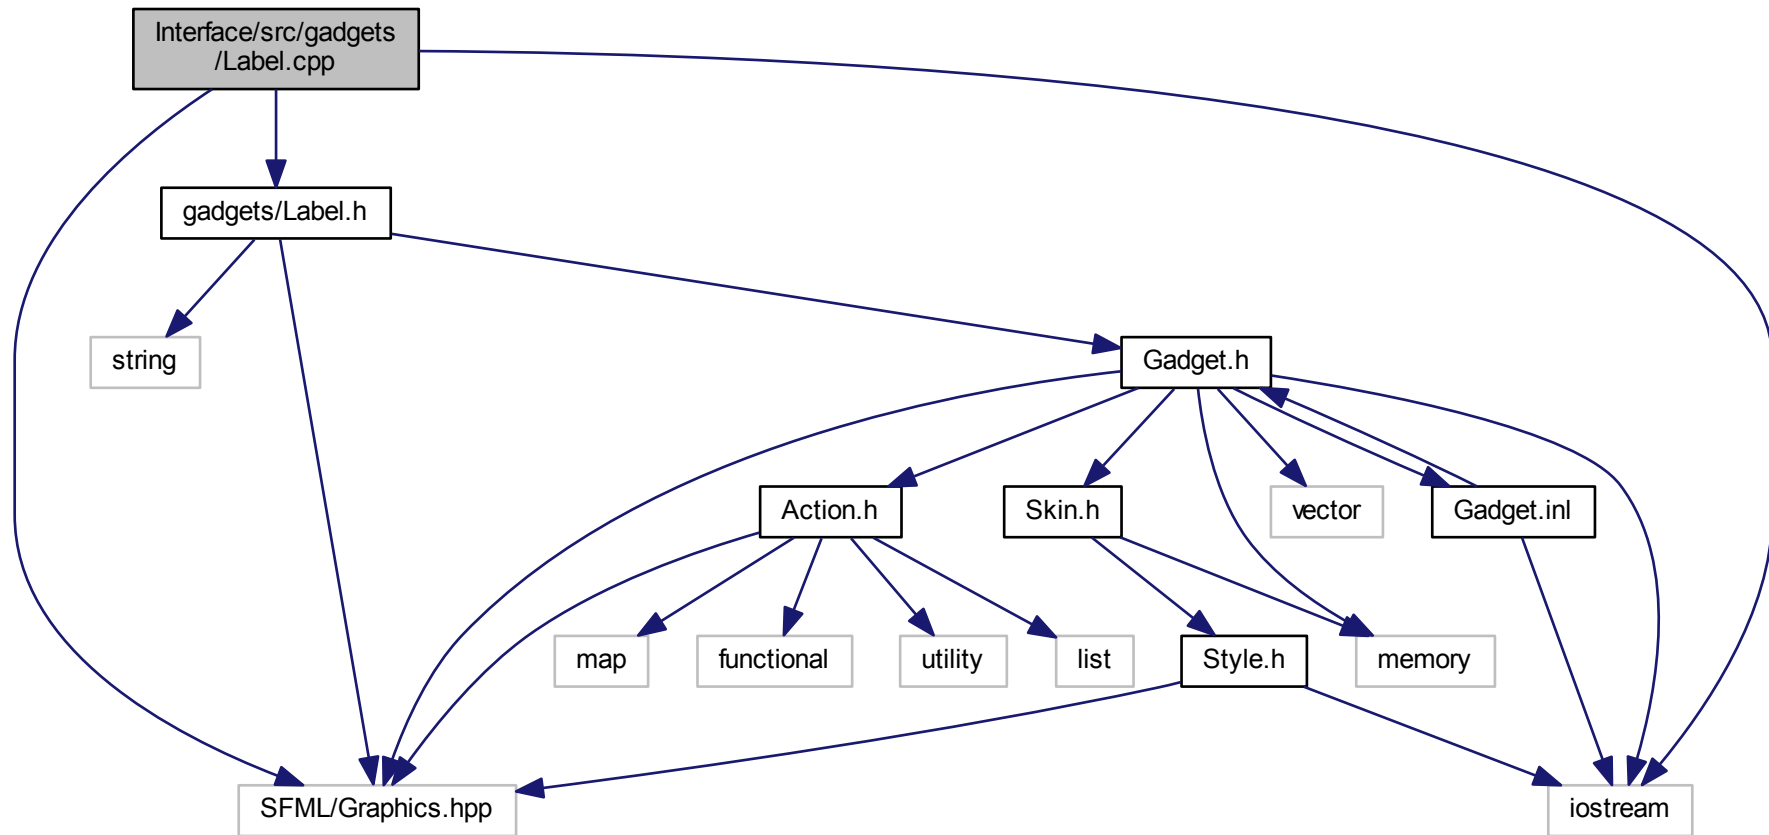 Interface/src/gadgets
/Label.cpp
gadgets/Label.h
string
Gadget.h
Action.h
Skin.h
vector
Gadget.inl
map
functional
utility
list
Style.h
memory
SFML/Graphics.hpp
iostream